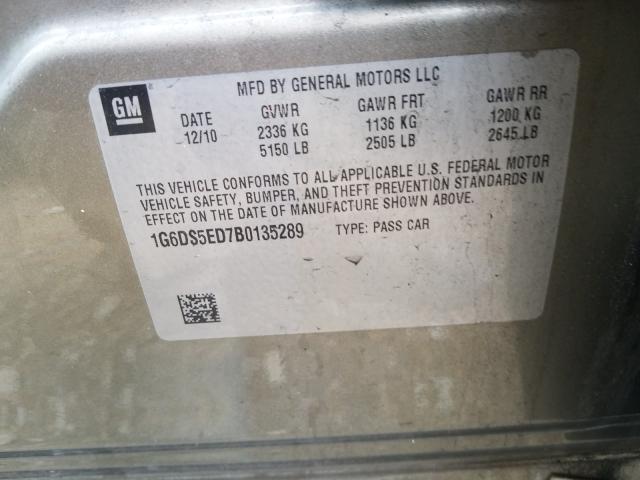 GM
MFD BY GENERAL MOTORS LLC
DATE GVWR GAWR FRT GAWR RR
12/10 2336 KG 1136 KG 1200 KG
5150 LB 2505 LB 2645 LB
THIS VEHICLE CONFORMS TO ALL APPLICABLE U.S. FEDERAL MOTOR
VEHICLE SAFETY, BUMPER, AND THEFT PREVENTION STANDARDS IN
EFFECT ON THE DATE OF MANUFACTURE SHOWN ABOVE.
1G6DS5ED7B0135289 TYPE: PASS CAR